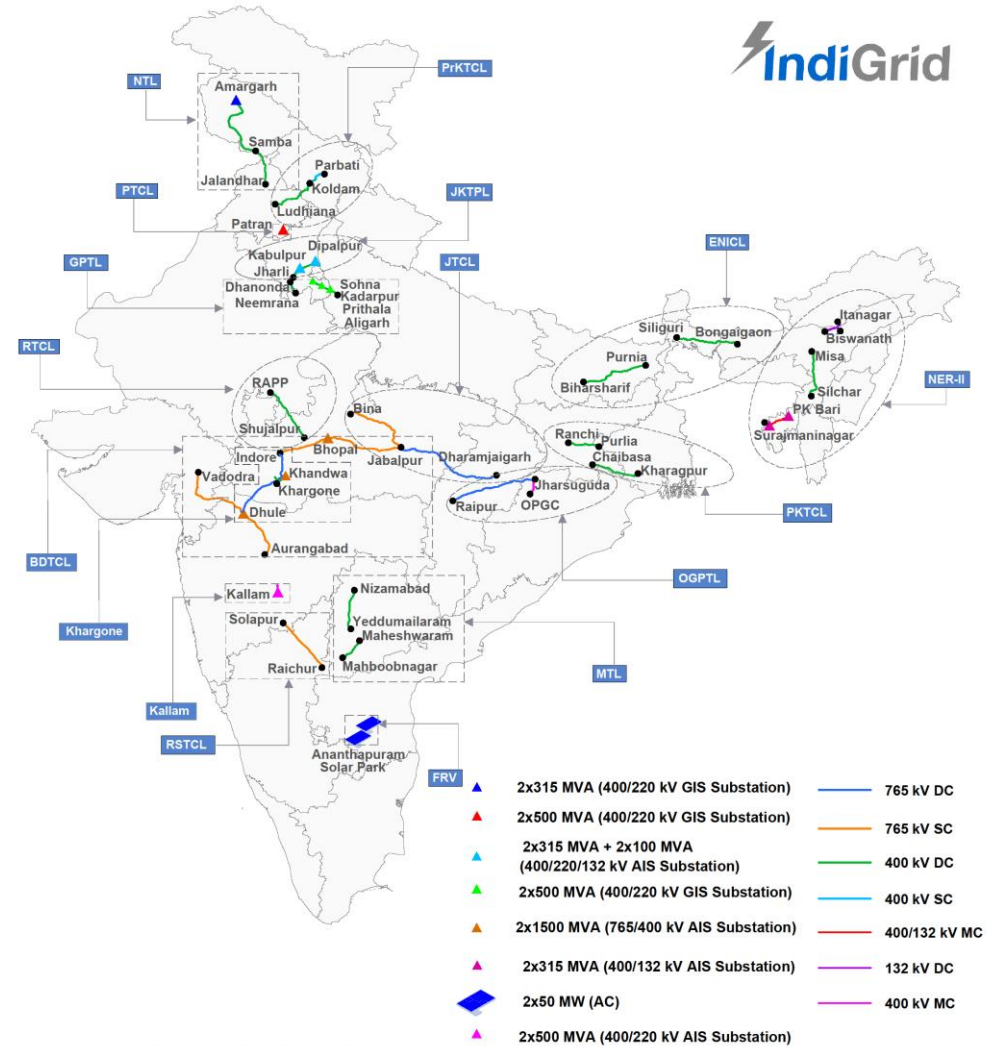 IndiGrid
PrKTCL
NTL
Amargarh
Samba
Parbati
Jalandhar
Koldam
PTCL
JKTPL
Ludhiana
Patran
Dipalpur
ENICL
GPTL
Kabulpur
JTCL
Jharli
Dhanonda
Sohna
Neemrana
Kadarpur
Prithala
Aligarh
Siliguri
Bongaigaon
Itanagar
Biswanath
RTCL
Purnia
Misa
RAPP
Biharsharif
NER-II
Silchar
Bina
PK Bari
Shujalpur
Surajmaninagar
Ranchi
Purlia
Indore
Bhopal
Jabalpur
Dharamjaigarh
Chaibasa
Vadodra
Khandwa
Kharagpur
Khargone
Jharsuguda
Raipur
OPGC
PKTCL
Dhule
Aurangabad
BDTCL
OGPTL
Kallam
Nizamabad
Khargone
Solapur
Yeddumailaram
Maheshwaram
Raichur
Mahboobnagar
MTL
Kallam
RSTCL
Ananthapuram
Solar Park
FRV
2x315 MVA (400/220 kV GIS Substation)
765 kV DC
2x500 MVA (400/220 kV GIS Substation)
765 kV SC
2x315 MVA + 2x100 MVA
(400/220/132 kV AIS Substation)
400 kV DC
2x500 MVA (400/220 kV GIS Substation)
400 kV SC
2x1500 MVA (765/400 kV AIS Substation)
400/132 kV MC
2x315 MVA (400/132 kV AIS Substation)
132 kV DC
2x50 MW (AC)
400 kV MC
2x500 MVA (400/220 kV AIS Substation)